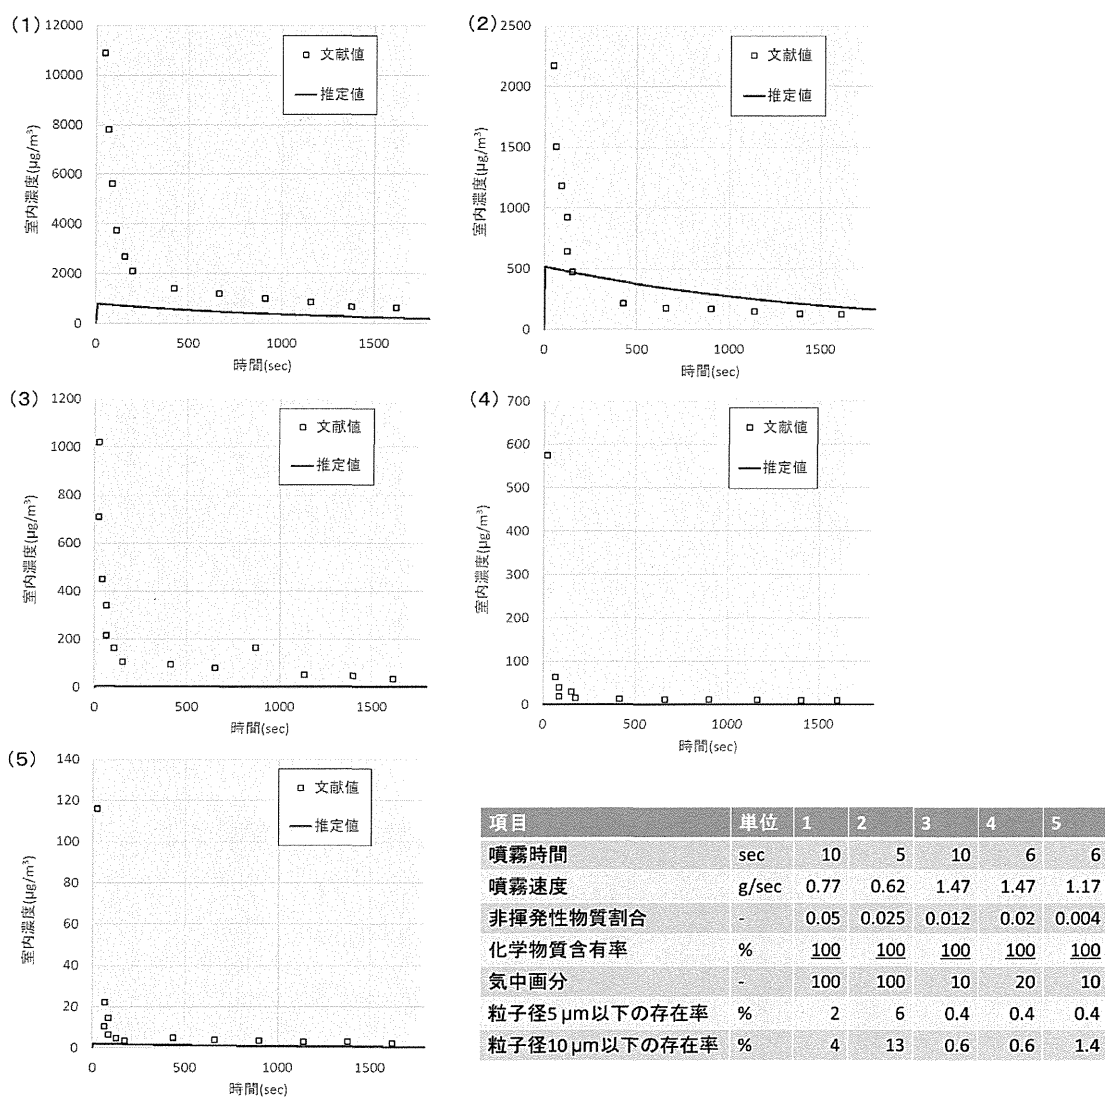 (1)
12000
10000
8000
6000
4000
2000
0
室内濃度(μg/m³)
文献値
推定値
0 500 1000 1500
時間(sec)
(2)
2500
2000
1500
1000
500
0
室内濃度(μg/m³)
文献値
推定値
0 500 1000 1500
時間(sec)
(3)
1200
1000
800
600
400
200
0
室内濃度(μg/m³)
文献値
推定値
0 500 1000 1500
時間(sec)
(4)
700
600
500
400
300
200
100
0
室内濃度(μg/m³)
文献値
推定値
0 500 1000 1500
時間(sec)
(5)
140
120
100
80
60
40
20
0
室内濃度(μg/m³)
文献値
推定値
0 500 1000 1500
時間(sec)
項目 単位 1 2 3 4 5
噴霧時間 sec 10 5 10 6 6
噴霧速度 g/sec 0.77 0.62 1.47 1.47 1.17
非揮発性物質割合 - 0.05 0.025 0.012 0.02 0.004
化学物質含有率 % 100 100 100 100 100
気中画分 - 100 100 10 20 10
粒子径5 μm以下の存在率 % 2 6 0.4 0.4 0.4
粒子径10 μm以下の存在率 % 4 13 0.6 0.6 1.4